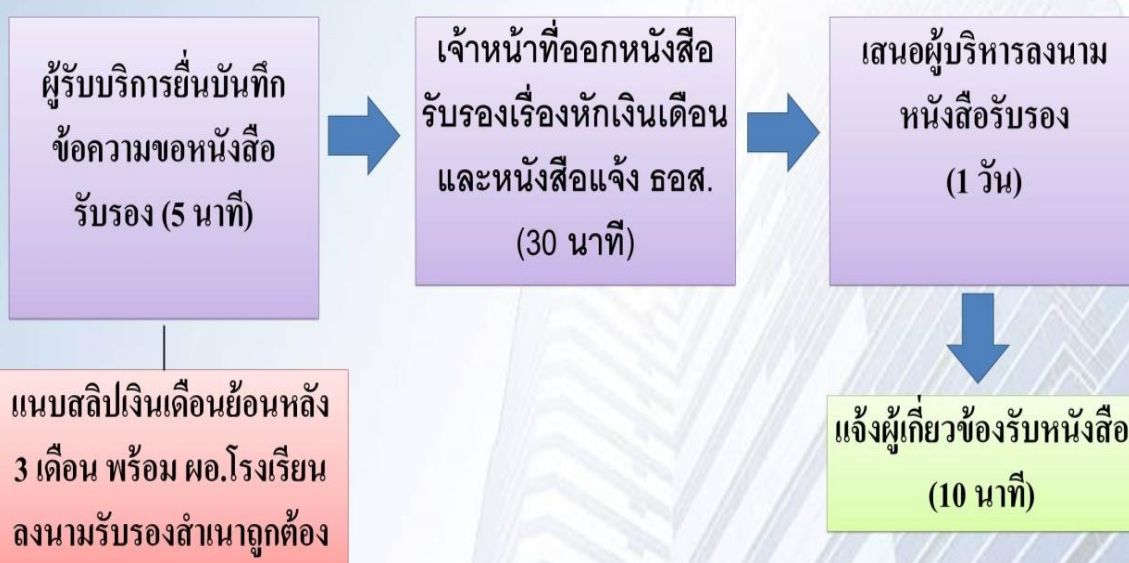 ผู้รับบริการยื่นบันทึก
ข้อความขอหนังสือ
รับรอง (5 นาที)
เจ้าหน้าที่ออกหนังสือ
รับรองเรื่องหักเงินเดือน
และหนังสือแจ้ง ธอส.
(30 นาที)
เสนอผู้บริหารลงนาม
หนังสือรับรอง
(1 วัน)
แนบสลิปเงินเดือนย้อนหลัง
3 เดือน พร้อม ผอ.โรงเรียน
ลงนามรับรองสำเนาถูกต้อง
แจ้งผู้เกี่ยวข้องรับหนังสือ
(10 นาที)